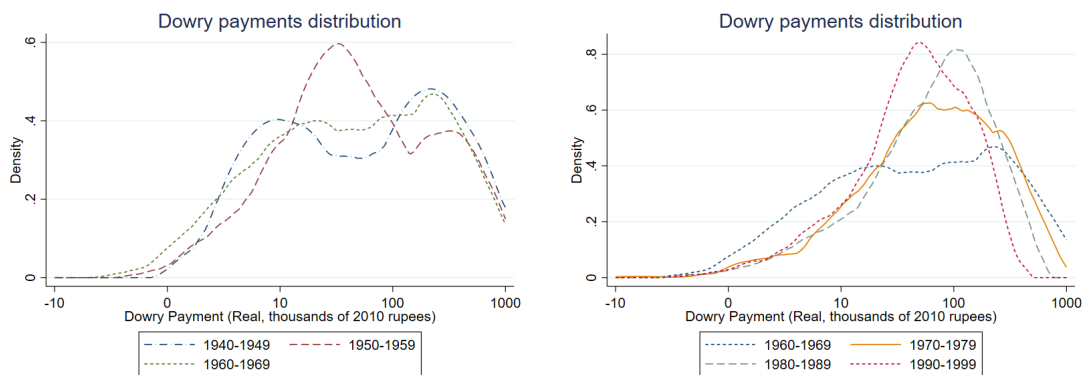 Dowry payments distribution
.6
.4
.2
0
Density
-10 0 10 100 1000
Dowry Payment (Real, thousands of 2010 rupees)
1940-1949 1950-1959
1960-1969
Dowry payments distribution
.8
.6
.4
.2
0
Density
-10 0 10 100 1000
Dowry Payment (Real, thousands of 2010 rupees)
1960-1969 1970-1979
1980-1989 1990-1999